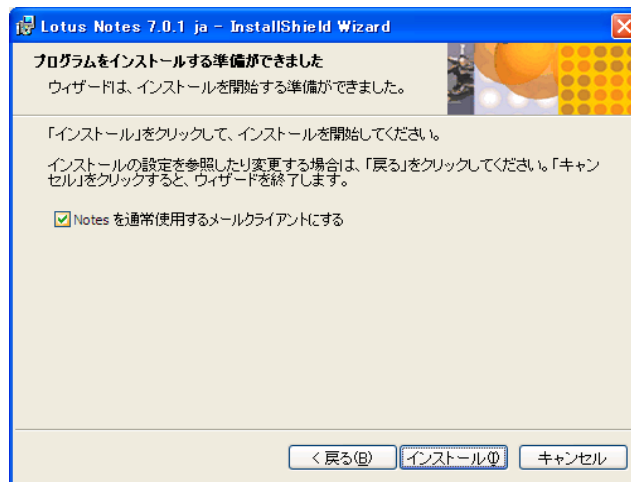 Lotus Notes 7.0.1 ja - InstallShield Wizard
プログラムをインストールする準備ができました
ウィザードは、インストールを開始する準備ができました。
「インストール」をクリックして、インストールを開始してください。
インストールの設定を参照したり変更する場合は、「戻る」をクリックしてください。「キャン
セル」をクリックすると、ウィザードを終了します。
Notes を通常使用するメールクライアントにする
< 戻る(B) インストール(I) キャンセル